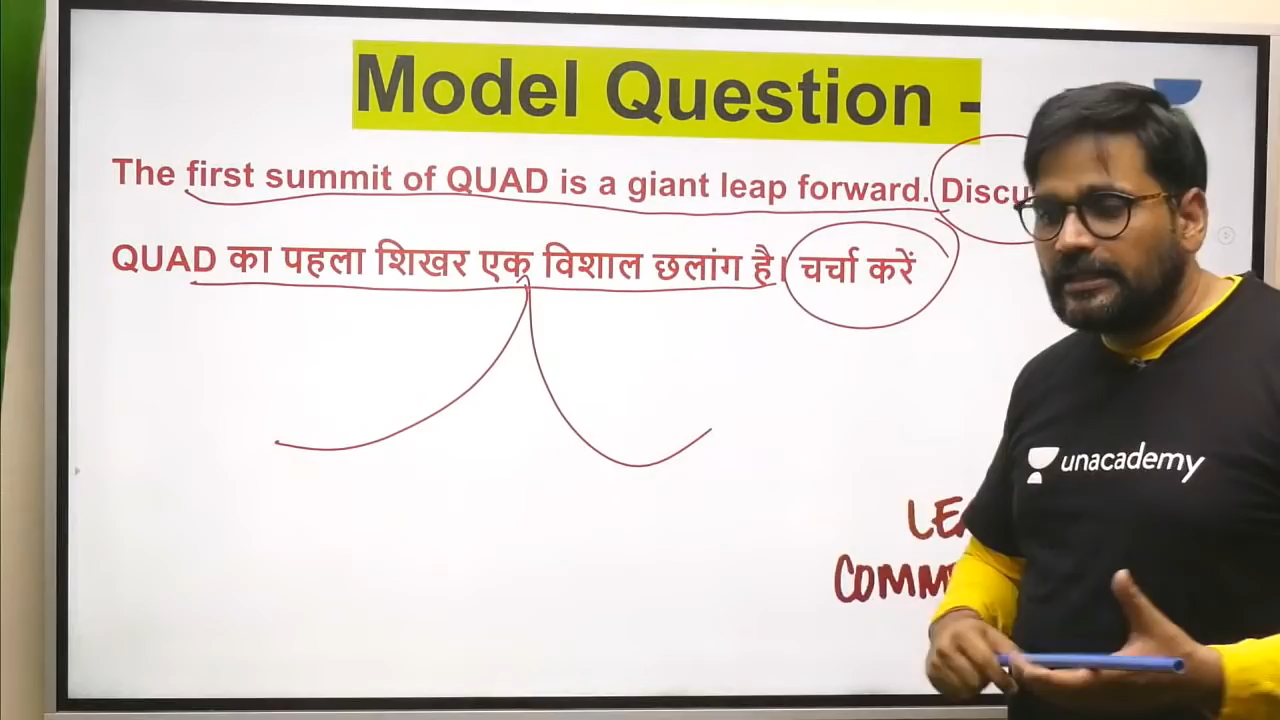 Model Question -
The first summit of QUAD is a giant leap forward. Discu
QUAD का पहला शिखर एक विशाल छलांग है। चर्चा करें
unacademy
LEA
COMM